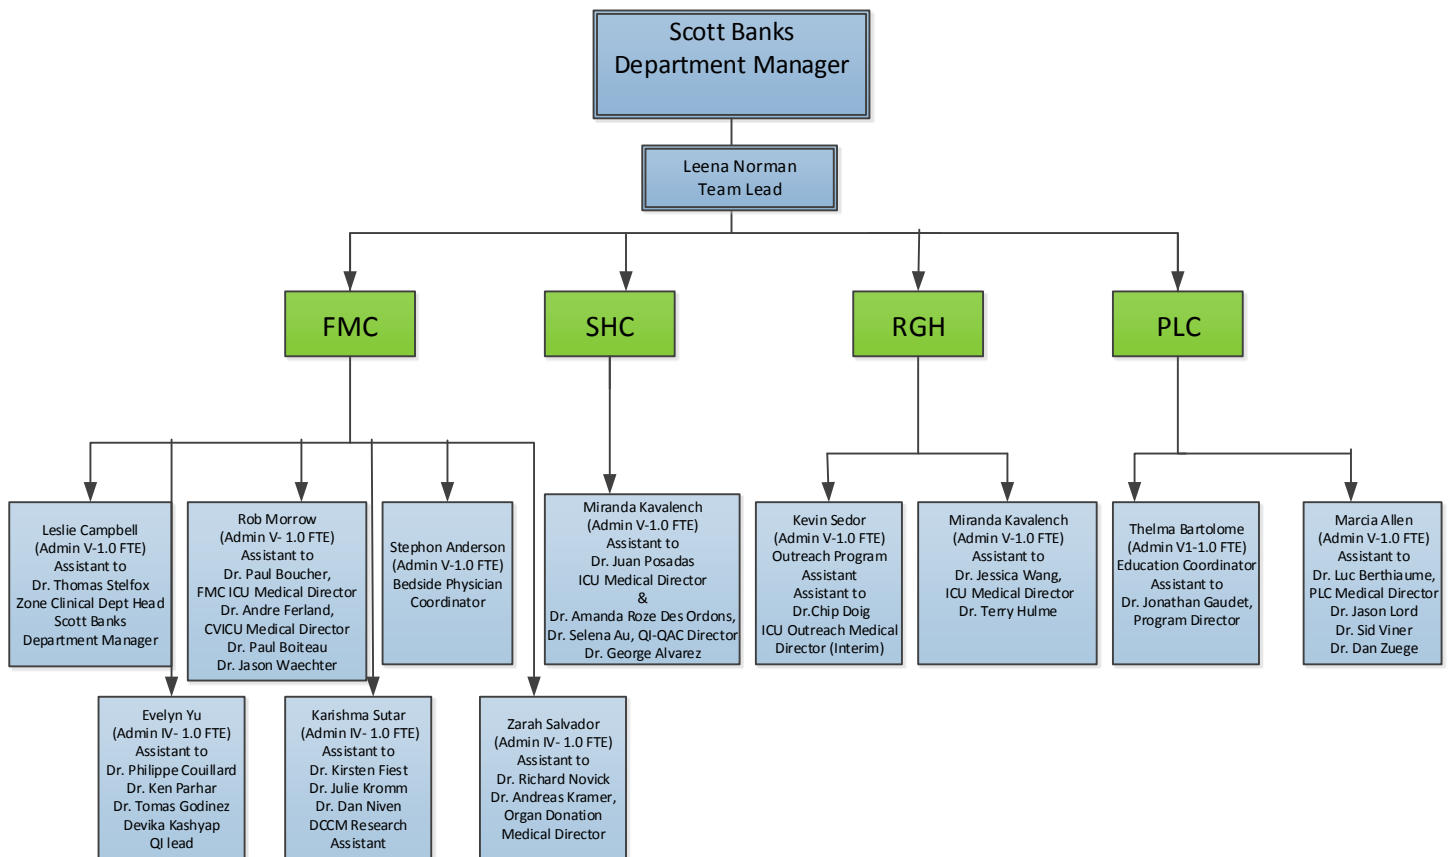 Scott Banks
Department Manager
Leena Norman
Team Lead
FMC
SHC
RGH
PLC
Leslie Campbell
(Admin V-1.0 FTE)
Assistant to
Dr. Thomas Stelfox
Zone Clinical Dept Head
Scott Banks
Department Manager
Rob Morrow
(Admin V- 1.0 FTE)
Assistant to
Dr. Paul Boucher,
FMC ICU Medical Director
Dr. Andre Ferland,
CVICU Medical Director
Dr. Paul Boiteau
Dr. Jason Waechter
Stephon Anderson
(Admin V-1.0 FTE)
Bedside Physician
Coordinator
Miranda Kavalench
(Admin V-1.0 FTE)
Assistant to
Dr. Juan Posadas
ICU Medical Director
&
Dr. Amanda Roze Des Ordons,
Dr. Selena Au, QI-QAC Director
Dr. George Alvarez
Kevin Sedor
(Admin V-1.0 FTE)
Outreach Program
Assistant
Assistant to
Dr.Chip Doig
ICU Outreach Medical
Director (Interim)
Miranda Kavalench
(Admin V-1.0 FTE)
Assistant to
Dr. Jessica Wang,
ICU Medical Director
Dr. Terry Hulme
Thelma Bartolome
(Admin V1-1.0 FTE)
Education Coordinator
Assistant to
Dr. Jonathan Gaudet,
Program Director
Marcia Allen
(Admin V-1.0 FTE)
Assistant to
Dr. Luc Berthiaume,
PLC Medical Director
Dr. Jason Lord
Dr. Sid Viner
Dr. Dan Zuege
Evelyn Yu
(Admin IV- 1.0 FTE)
Assistant to
Dr. Philippe Couillard
Dr. Ken Parhar
Dr. Tomas Godinez
Devika Kashyap
QI lead
Karishma Sutar
(Admin IV- 1.0 FTE)
Assistant to
Dr. Kirsten Fiest
Dr. Julie Kromm
Dr. Dan Niven
DCCM Research
Assistant
Zarah Salvador
(Admin IV- 1.0 FTE)
Assistant to
Dr. Richard Novick
Dr. Andreas Kramer,
Organ Donation
Medical Director